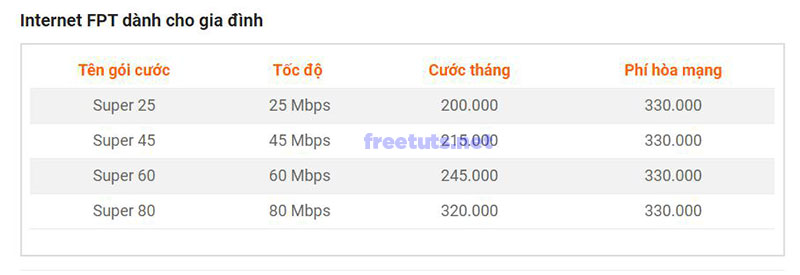 Internet FPT dành cho gia đình
Tên gói cước Tốc độ Cước tháng Phí hòa mạng
Super 25 25 Mbps 200.000 330.000
Super 45 45 Mbps 215.000 330.000
freetuts.net
Super 60 60 Mbps 245.000 330.000
Super 80 80 Mbps 320.000 330.000